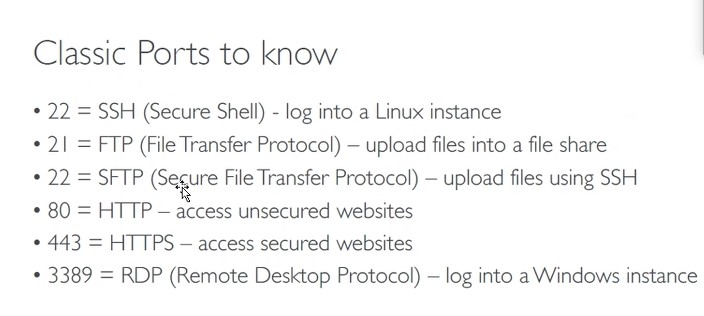 Classic Ports to know
• 22 = SSH (Secure Shell) - log into a Linux instance
• 21 = FTP (File Transfer Protocol) – upload files into a file share
• 22 = SFTP (Secure File Transfer Protocol) – upload files using SSH
• 80 = HTTP – access unsecured websites
• 443 = HTTPS – access secured websites
• 3389 = RDP (Remote Desktop Protocol) – log into a Windows instance